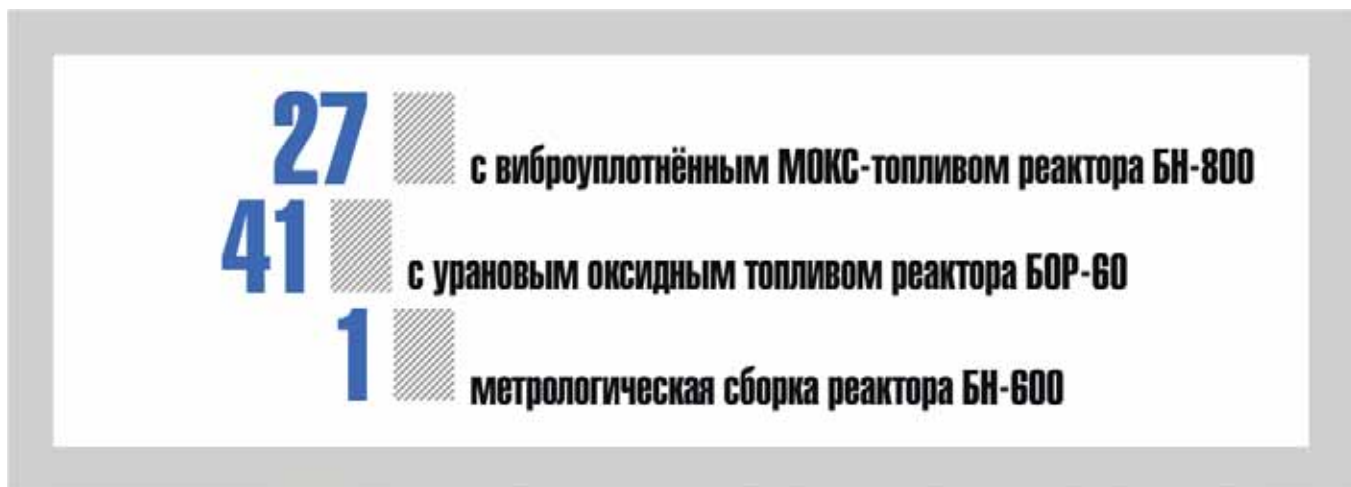 27 с виброуплотнённым МОКС-топливом реактора БН-800
41 с урановым оксидным топливом реактора БОР-60
1 метрологическая сборка реактора БН-600